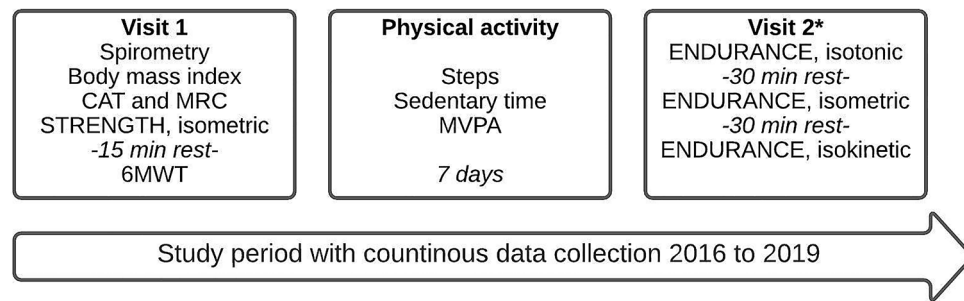 Visit 1
Spirometry
Body mass index
CAT and MRC
STRENGTH, isometric
-15 min rest-
6MWT
Physical activity
Steps
Sedentary time
MVPA
7 days
Visit 2*
ENDURANCE, isotonic
-30 min rest-
ENDURANCE, isometric
-30 min rest-
ENDURANCE, isokinetic
Study period with countinous data collection 2016 to 2019